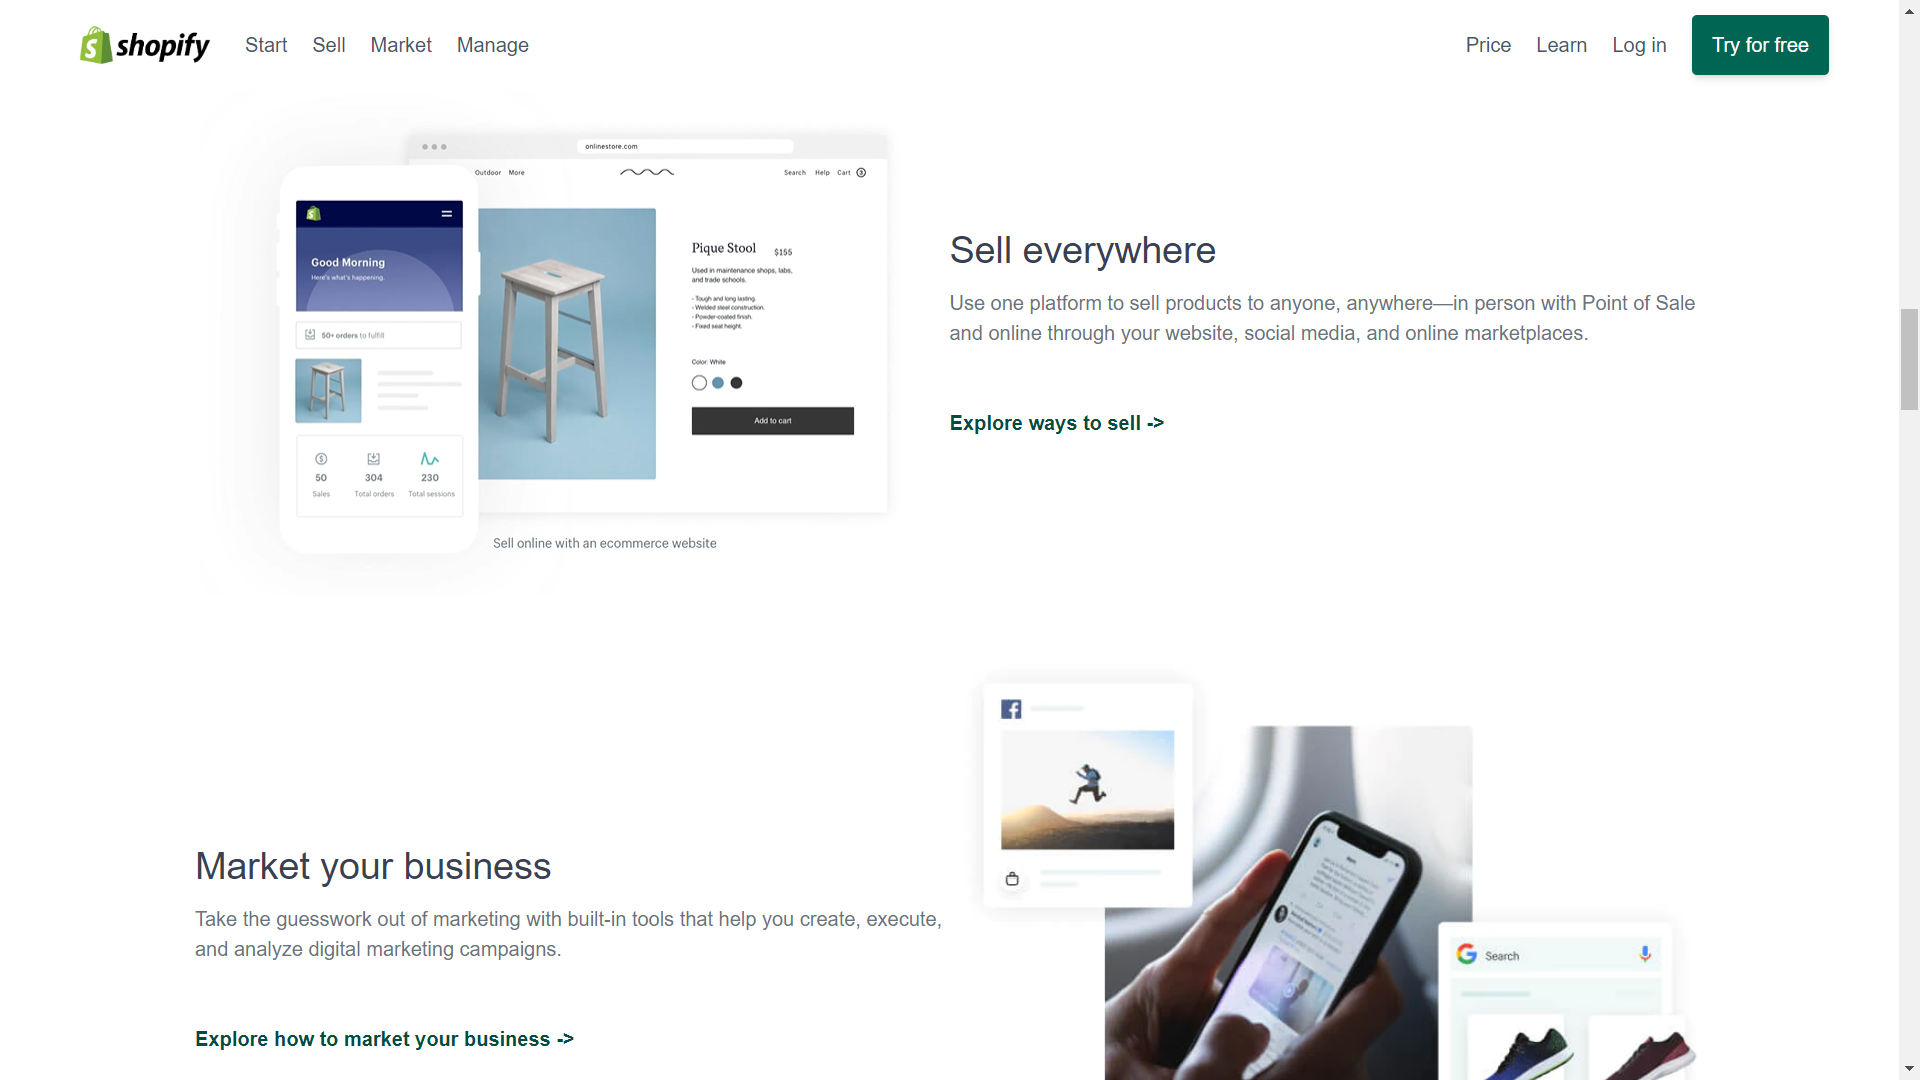 shopify
Start
Sell
Market
Manage
Price
Learn
Log in
Try for free
onlinestore.com
Outdoor
More
Search
Help
Cart
3
Good Morning
Here's what's happening.
50+ orders to fulfill
50
Sales
304
Total orders
230
Total sessions
Pique Stool
$155
Used in maintenance shops, labs,
and trade schools.
- Tough and long lasting.
- Welded steel construction.
- Powder-coated finish.
- Fixed seat height.
Color: White
Add to cart
Sell online with an ecommerce website
Sell everywhere
Use one platform to sell products to anyone, anywhere—in person with Point of Sale
and online through your website, social media, and online marketplaces.
Explore ways to sell ->
Market your business
Take the guesswork out of marketing with built-in tools that help you create, execute,
and analyze digital marketing campaigns.
Explore how to market your business ->
Search